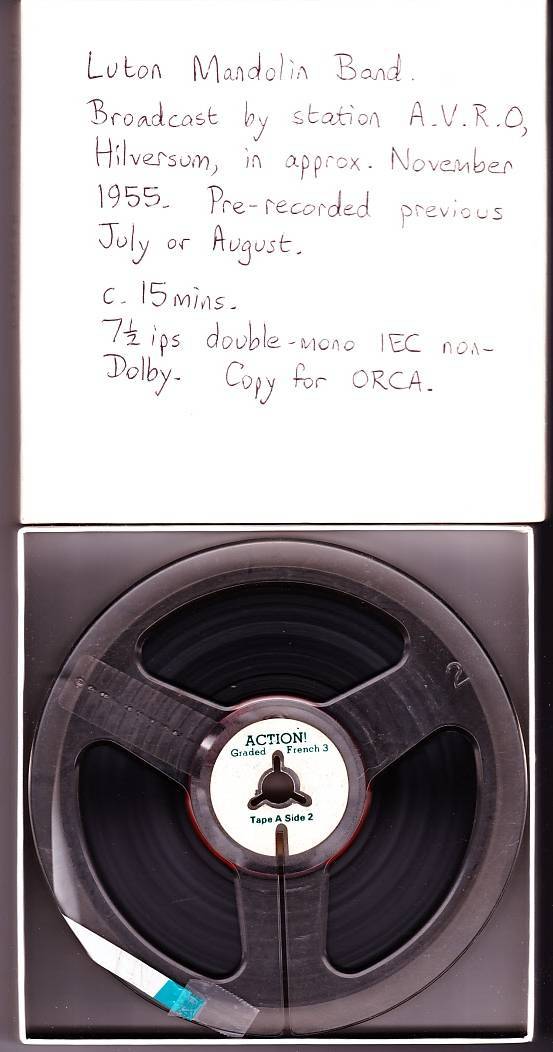 Luton Mandolin Band.
Broadcast by station A.V.R.O,
Hilversum, in approx. November
1955. Pre-recorded previous
July or August.
c. 15 mins.
7½ ips double-mono IEC non-
Dolby. Copy for ORCA.
2
ACTION!
Graded French 3
Tape A Side 2